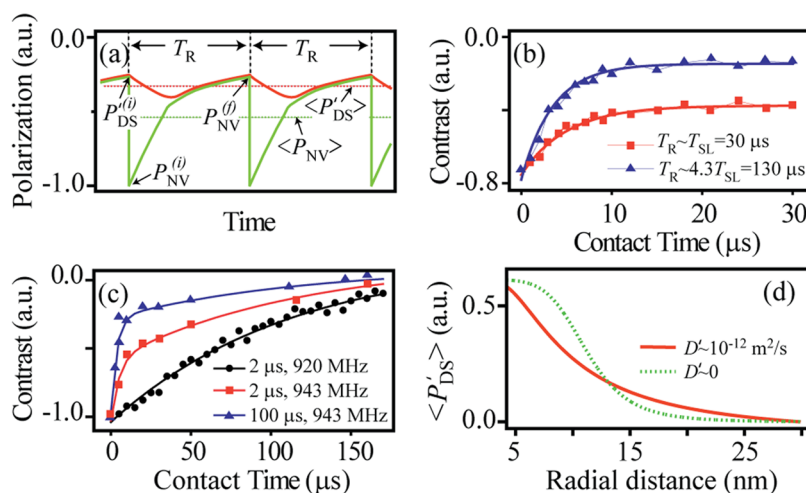 (a)
0.0
-1.0
Polarization (a.u.)
T_R
T_R
P'_DS^(i)
P_NV^(f)
<P'_DS>
<P_NV>
P_NV^(i)
Time
(b)
0.0
-0.8
Contrast (a.u.)
T_R~T_SL=30 μs
T_R~4.3T_SL=130 μs
0 10 20 30
Contact Time (μs)
(c)
0.0
-1.0
Contrast (a.u.)
2 μs, 920 MHz
2 μs, 943 MHz
100 μs, 943 MHz
0 50 100 150
Contact Time (μs)
(d)
0.5
0.0
<P'_DS> (a.u.)
D'~10^-12 m²/s
D'~0
5 15 25
Radial distance (nm)